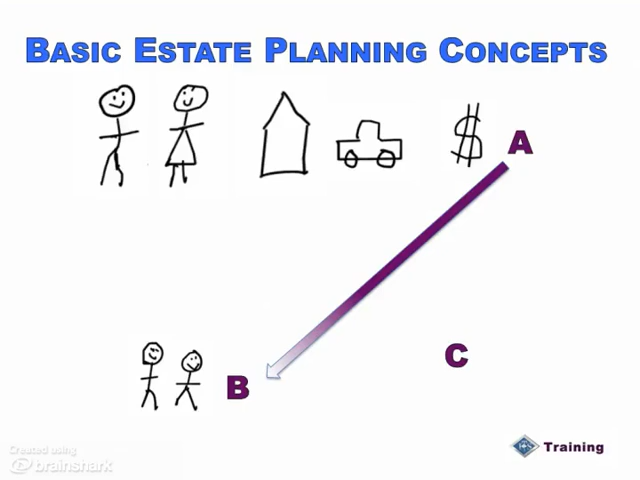 BASIC ESTATE PLANNING CONCEPTS
$
A
B
C
Training
Created using
brainshark